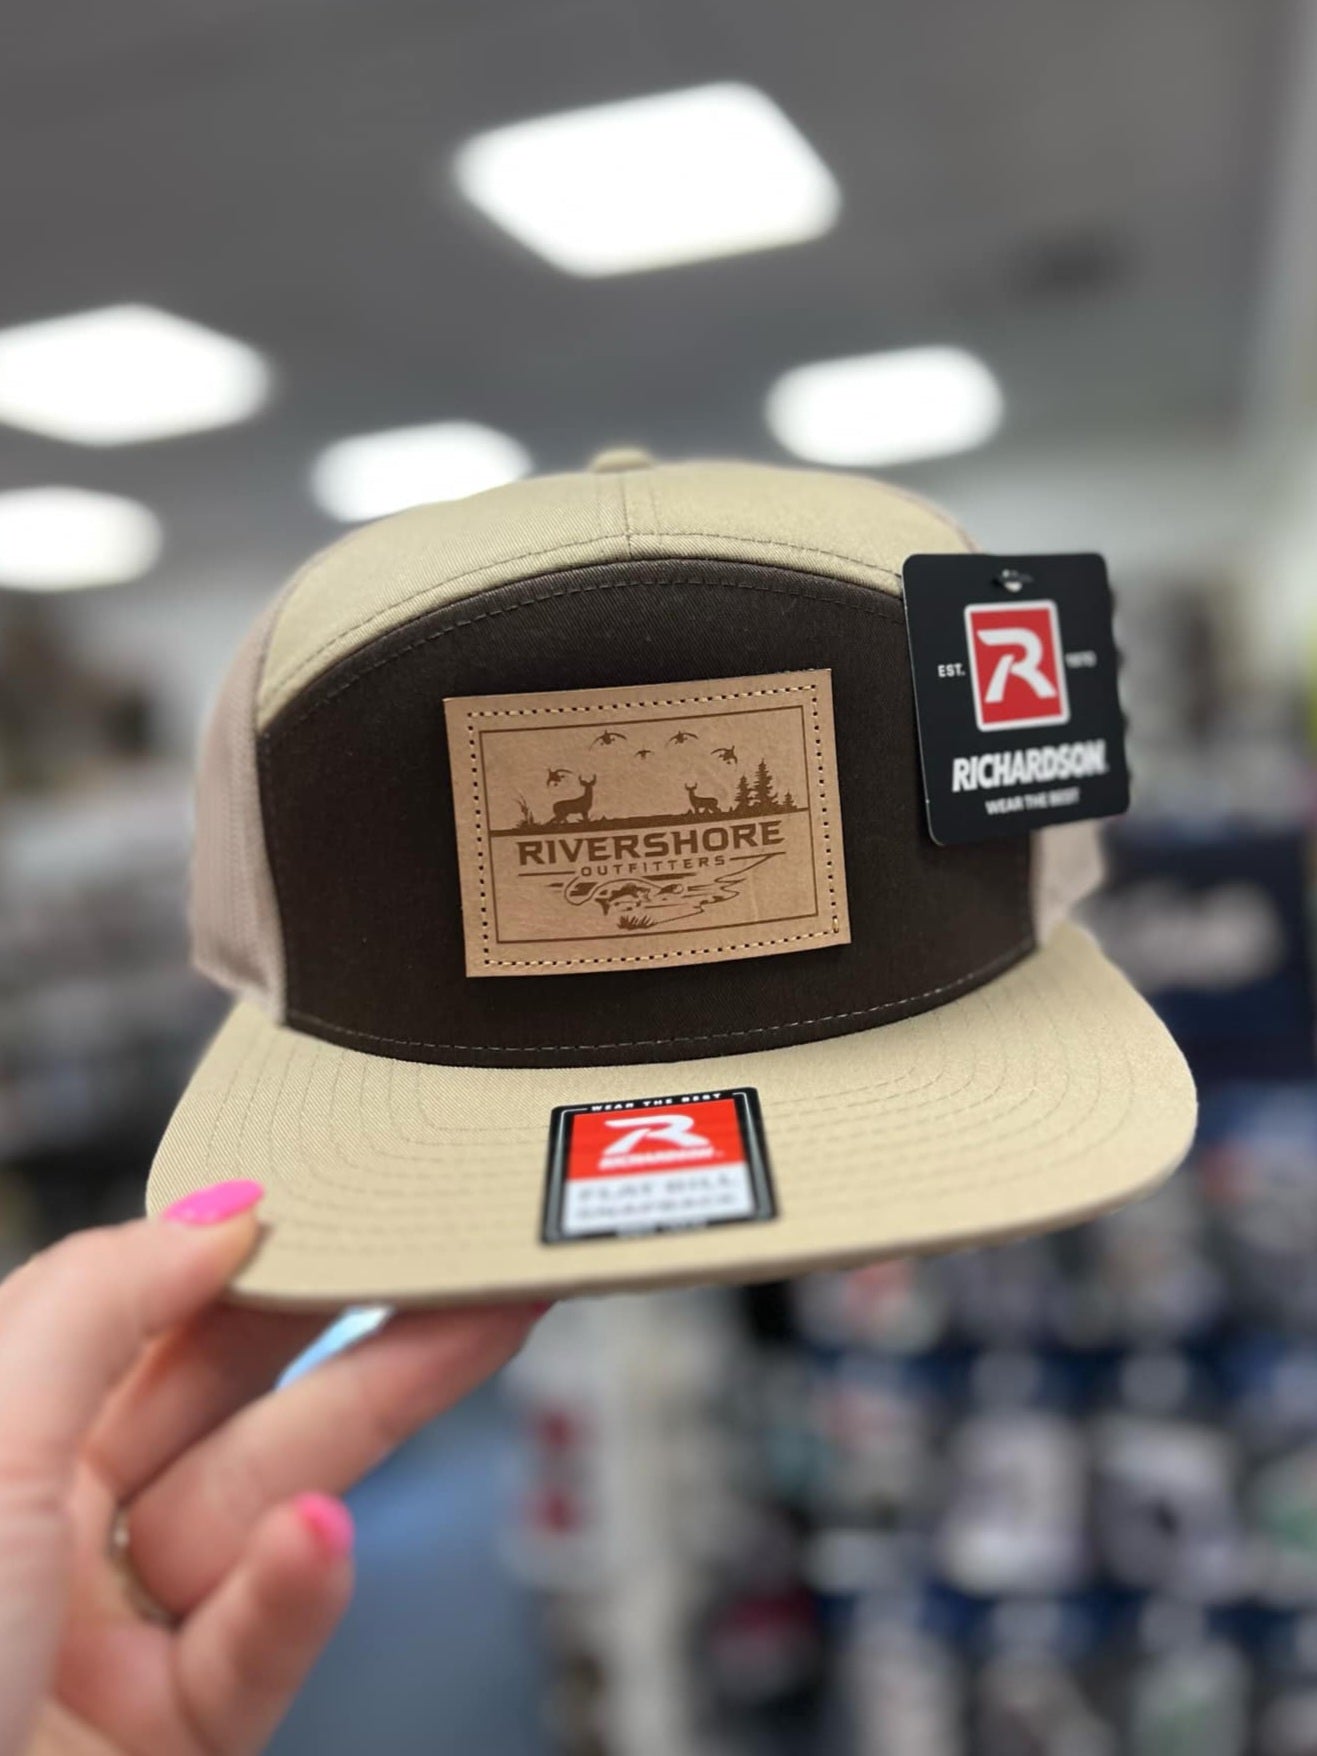 EST. 1970
RICHARDSON
WEAR THE BEST
RIVERSHORE
OUTFITTERS
WEAR THE BEST
RICHARDSON
FLAT BILL
SNAPBACK